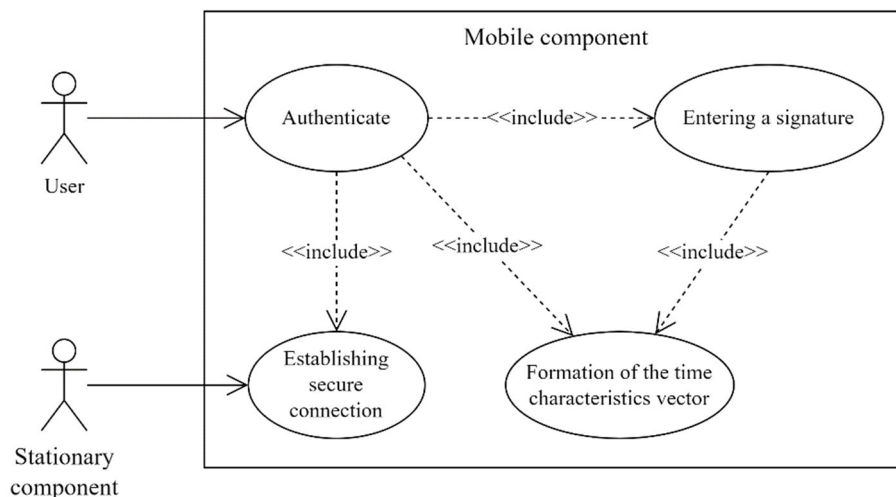 Mobile component
Authenticate
<<include>>
Entering a signature
User
<<include>>
<<include>>
<<include>>
Establishing
secure
connection
Formation of the time
characteristics vector
Stationary
component